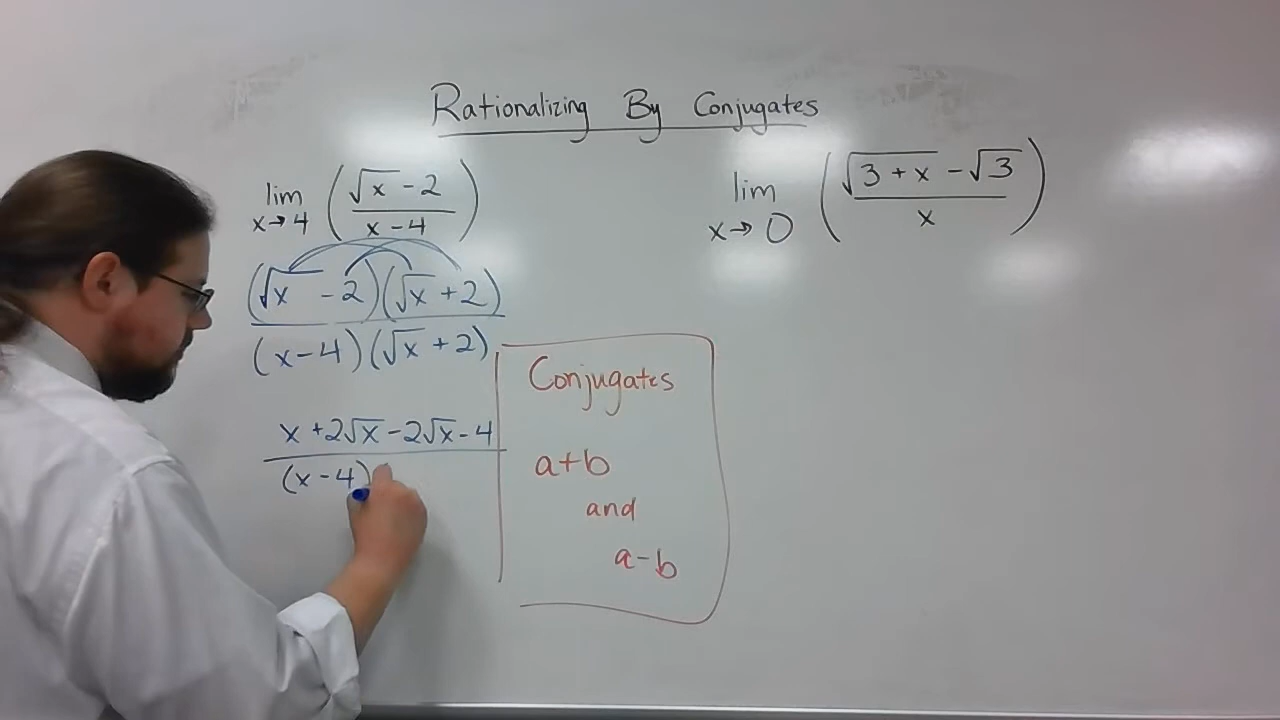 Rationalizing By Conjugates
lim x→4 (√x - 2 / x - 4)
(√x - 2)(√x + 2)
(x - 4)(√x + 2)
x + 2√x - 2√x - 4
(x - 4)
Conjugates
a+b
and
a-b
lim x→0 (√3 + x - √3 / x)